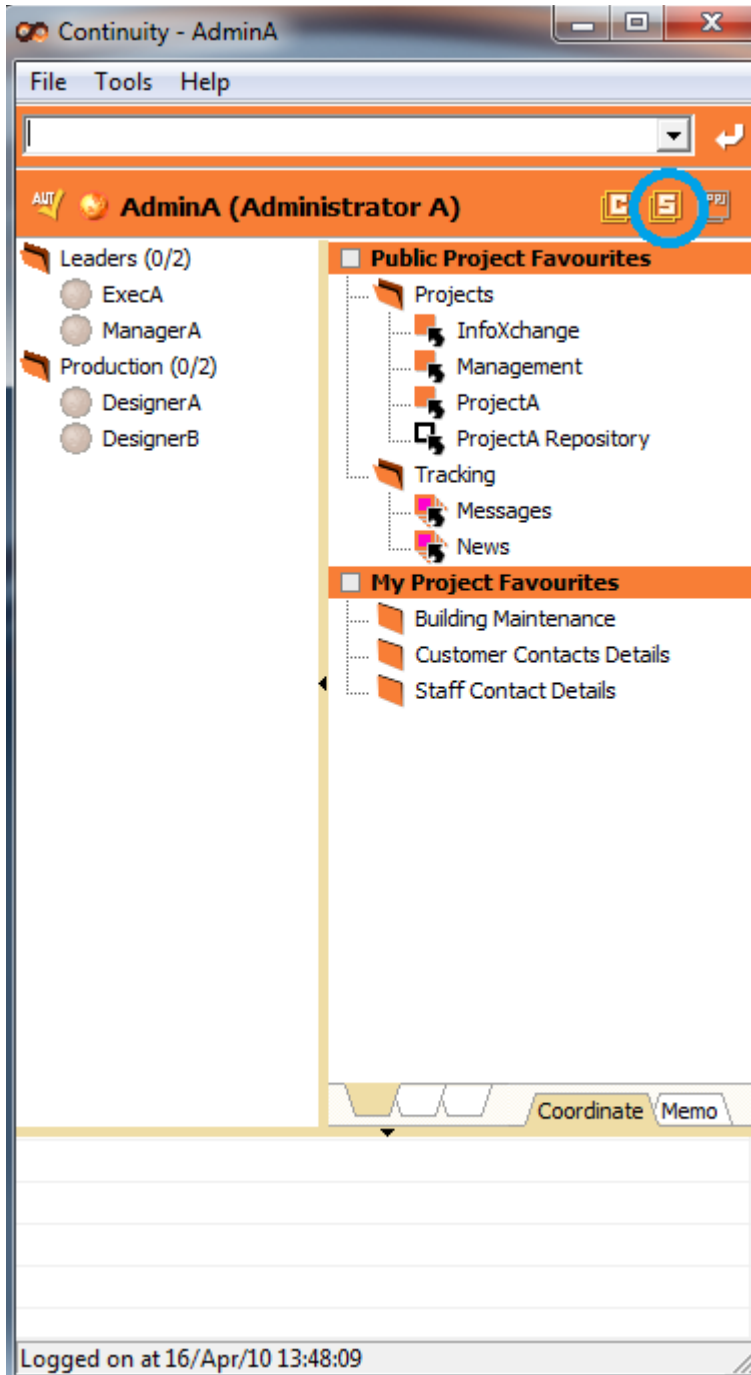 Continuity - AdminA
File Tools Help
AUT AdminA (Administrator A) C S PPJ
Leaders (0/2)
ExecA
ManagerA
Production (0/2)
DesignerA
DesignerB
Public Project Favourites
Projects
InfoXchange
Management
ProjectA
ProjectA Repository
Tracking
Messages
News
My Project Favourites
Building Maintenance
Customer Contacts Details
Staff Contact Details
Coordinate Memo
Logged on at 16/Apr/10 13:48:09